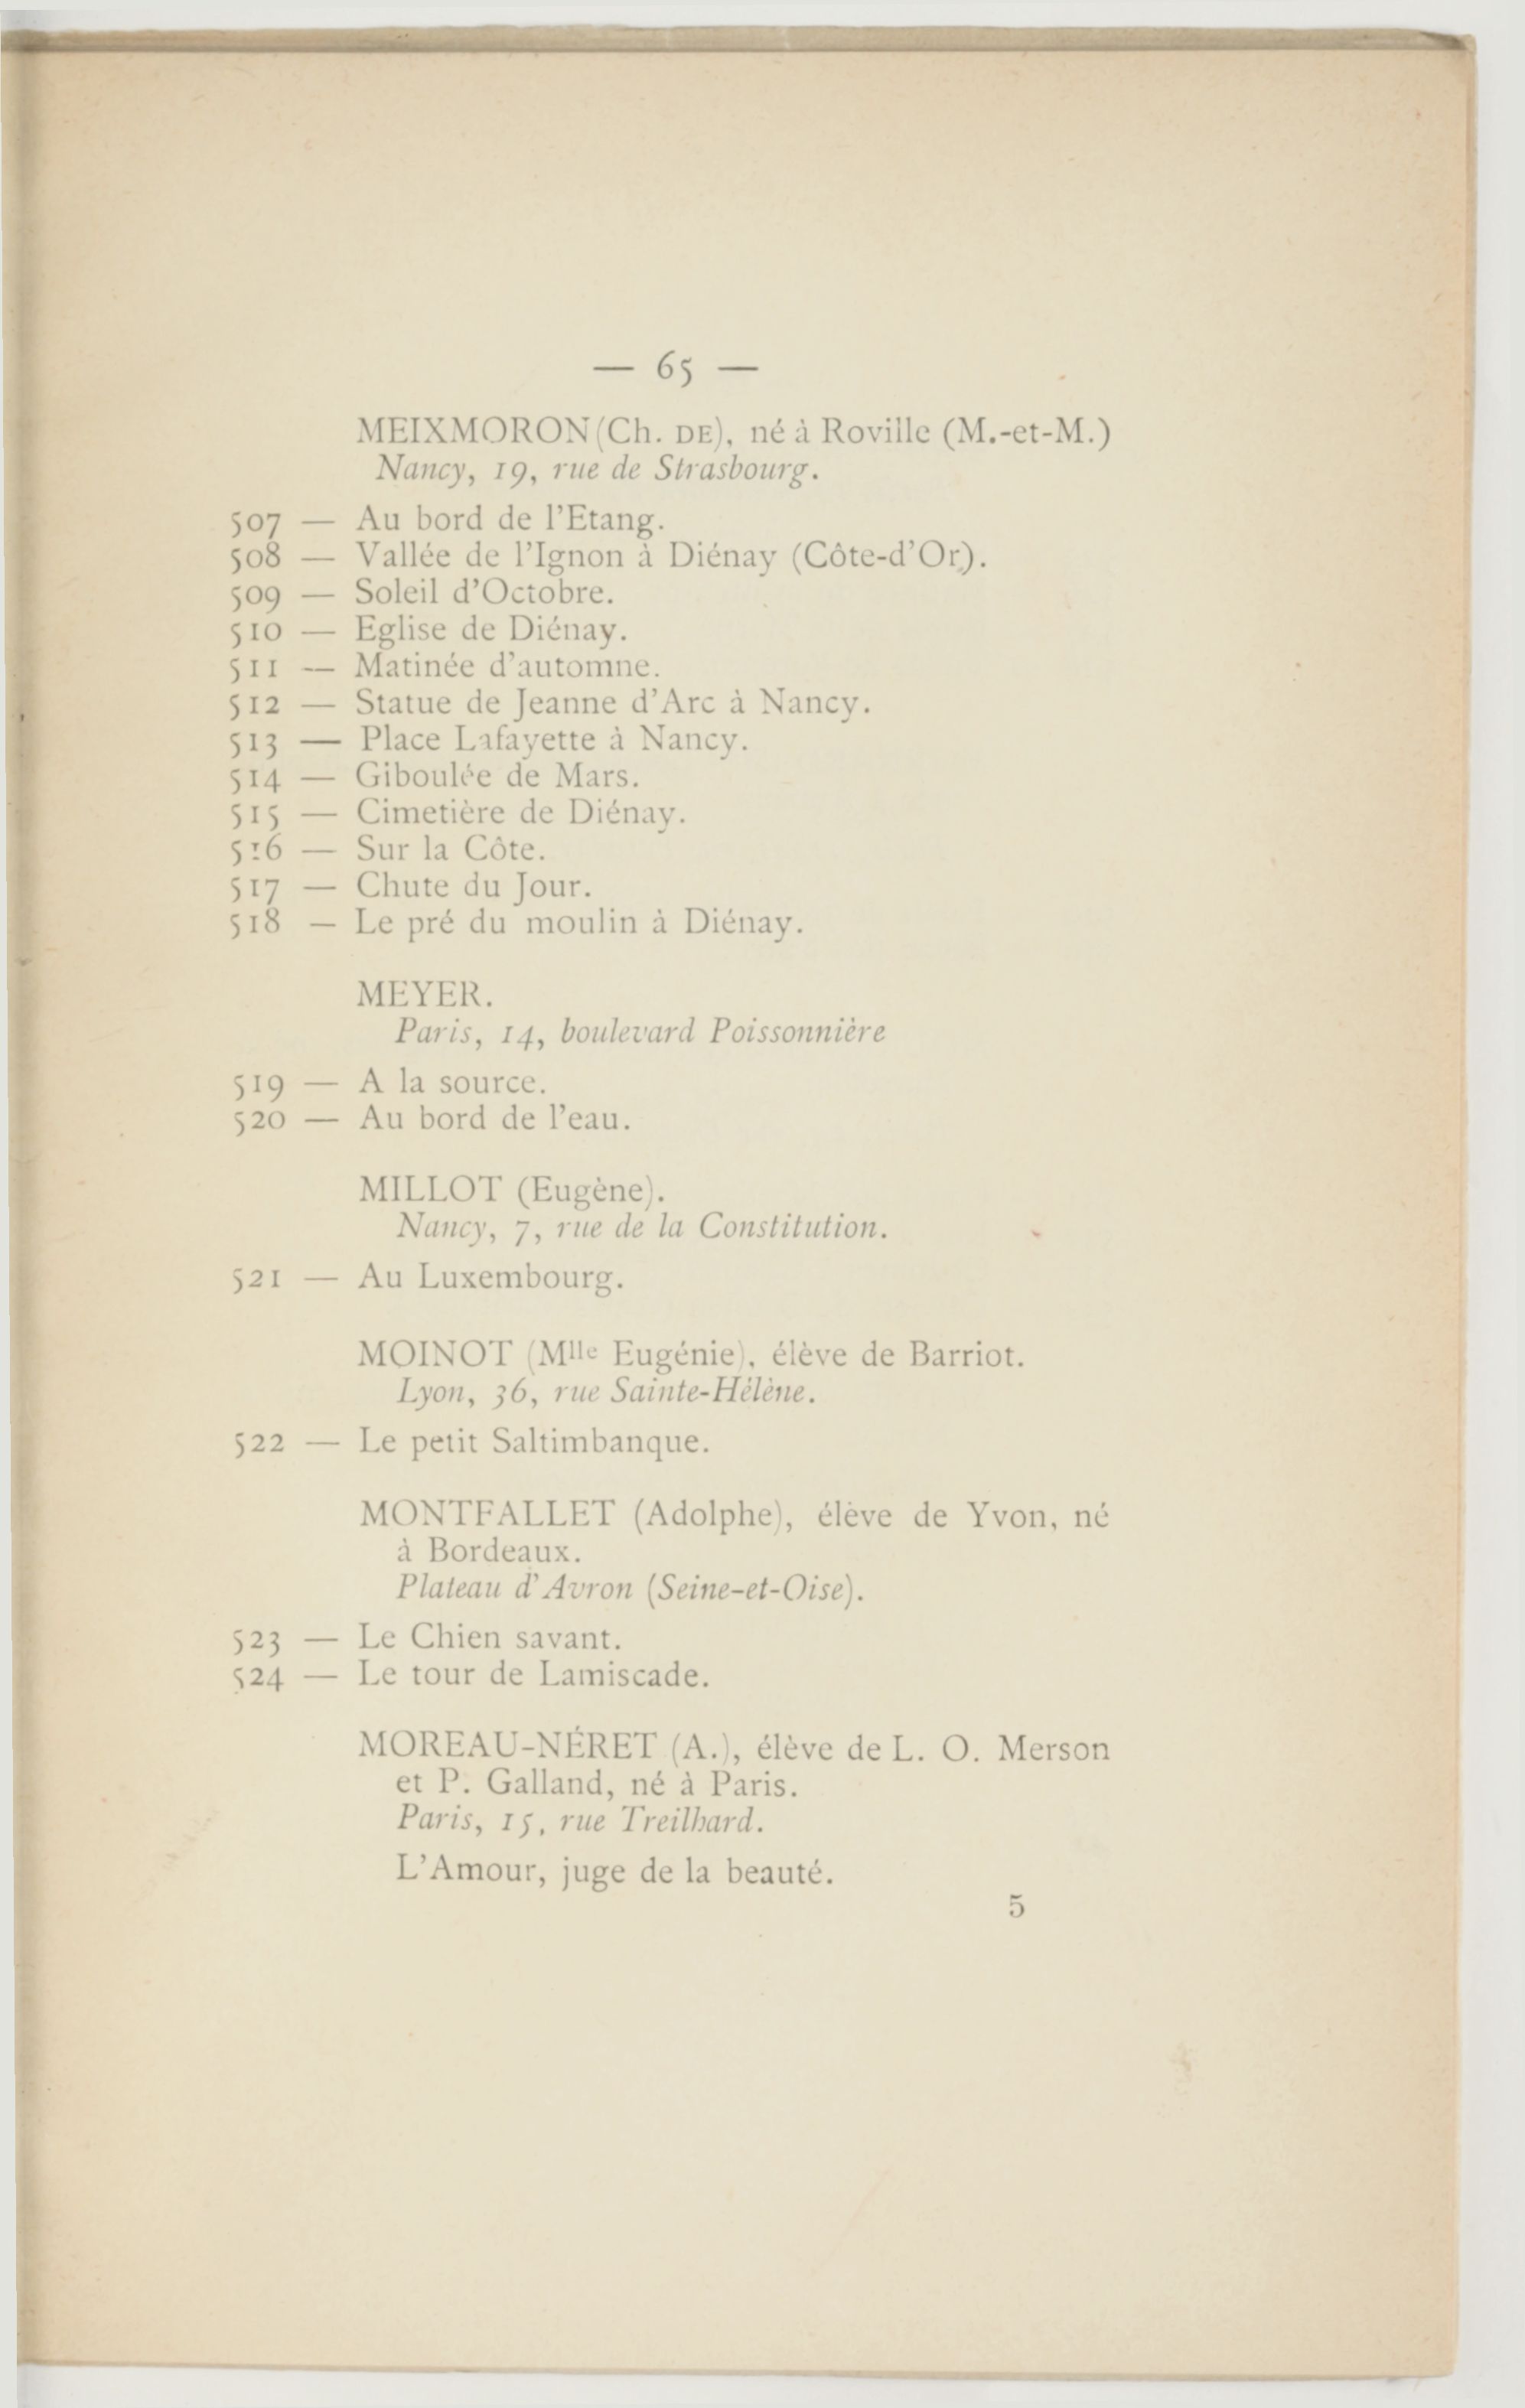 — 65 —
MEIXMORON (Ch. DE), né à Roville (M.-et-M.)
Nancy, 19, rue de Strasbourg.
507 — Au bord de l'Etang.
508 — Vallée de l'Ignon à Diénay (Côte-d'Or).
509 — Soleil d'Octobre.
510 — Eglise de Diénay.
511 — Matinée d'automne.
512 — Statue de Jeanne d'Arc à Nancy.
513 — Place Lafayette à Nancy.
514 — Giboulée de Mars.
515 — Cimetière de Diénay.
516 — Sur la Côte.
517 — Chute du Jour.
518 — Le pré du moulin à Diénay.
MEYER.
Paris, 14, boulevard Poissonnière
519 — A la source.
520 — Au bord de l'eau.
MILLOT (Eugène).
Nancy, 7, rue de la Constitution.
521 — Au Luxembourg.
MOINOT (Mlle Eugénie), élève de Barriot.
Lyon, 36, rue Sainte-Hélène.
522 — Le petit Saltimbanque.
MONTFALLET (Adolphe), élève de Yvon, né
à Bordeaux.
Plateau d'Avron (Seine-et-Oise).
523 — Le Chien savant.
524 — Le tour de Lamiscade.
MOREAU-NÉRET (A.), élève de L. O. Merson
et P. Galland, né à Paris.
Paris, 15, rue Treilhard.
L'Amour, juge de la beauté.
5